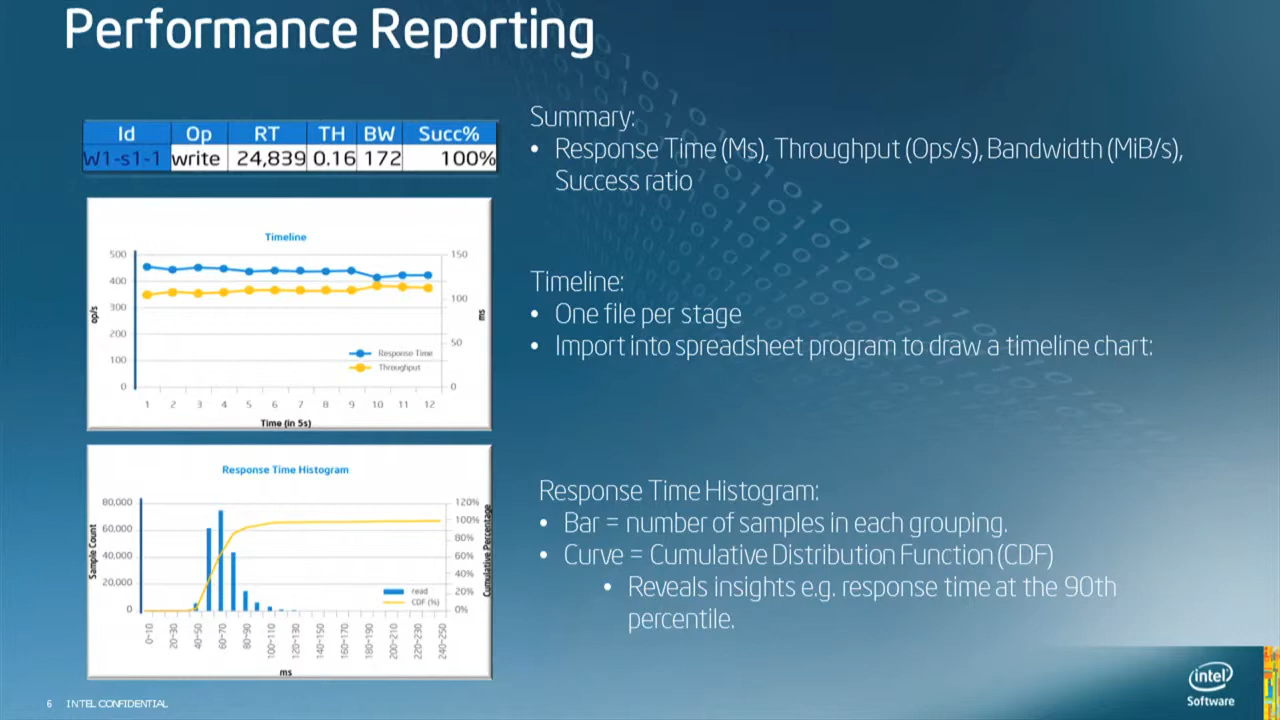 Performance Reporting
Id Op RT TH BW Succ%
W1-s1-1 write 24,839 0.16 172 100%
Summary:
• Response Time (Ms), Throughput (Ops/s), Bandwidth (MiB/s),
Success ratio
Timeline
500
400
300
200
100
0
op/s
150
100
50
0
ms
Response Time
Throughput
1 2 3 4 5 6 7 8 9 10 11 12
Time (in 5s)
Timeline:
• One file per stage
• Import into spreadsheet program to draw a timeline chart:
Response Time Histogram
80,000
60,000
40,000
20,000
0
Sample Count
120%
100%
80%
60%
40%
20%
0%
Cumulative Percentage
read
CDF (%)
0~10 20~30 40~50 60~70 80~90 100~110 120~130 140~150 160~170 180~190 200~210 220~230 240~250
ms
Response Time Histogram:
• Bar = number of samples in each grouping.
• Curve = Cumulative Distribution Function (CDF)
• Reveals insights e.g. response time at the 90th
percentile.
6 INTEL CONFIDENTIAL
intel
Software